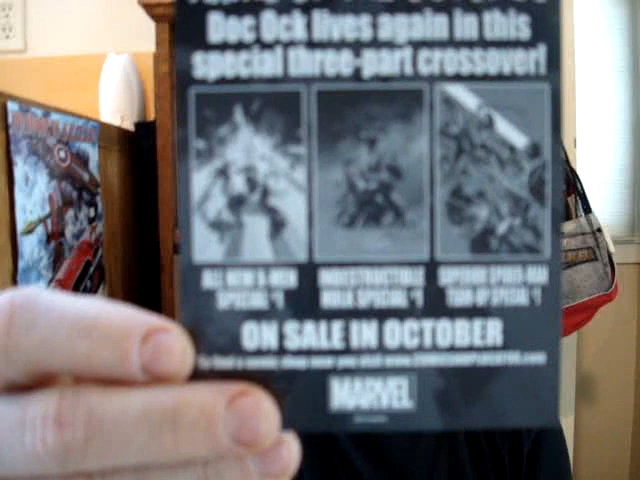 Doc Ock lives again in this
special three-part crossover!
ALL NEW X-MEN
SPECIAL #1
INDESTRUCTIBLE
HULK SPECIAL #1
SUPERIOR SPIDER-MAN
TEAM-UP SPECIAL #1
ON SALE IN OCTOBER
MARVEL